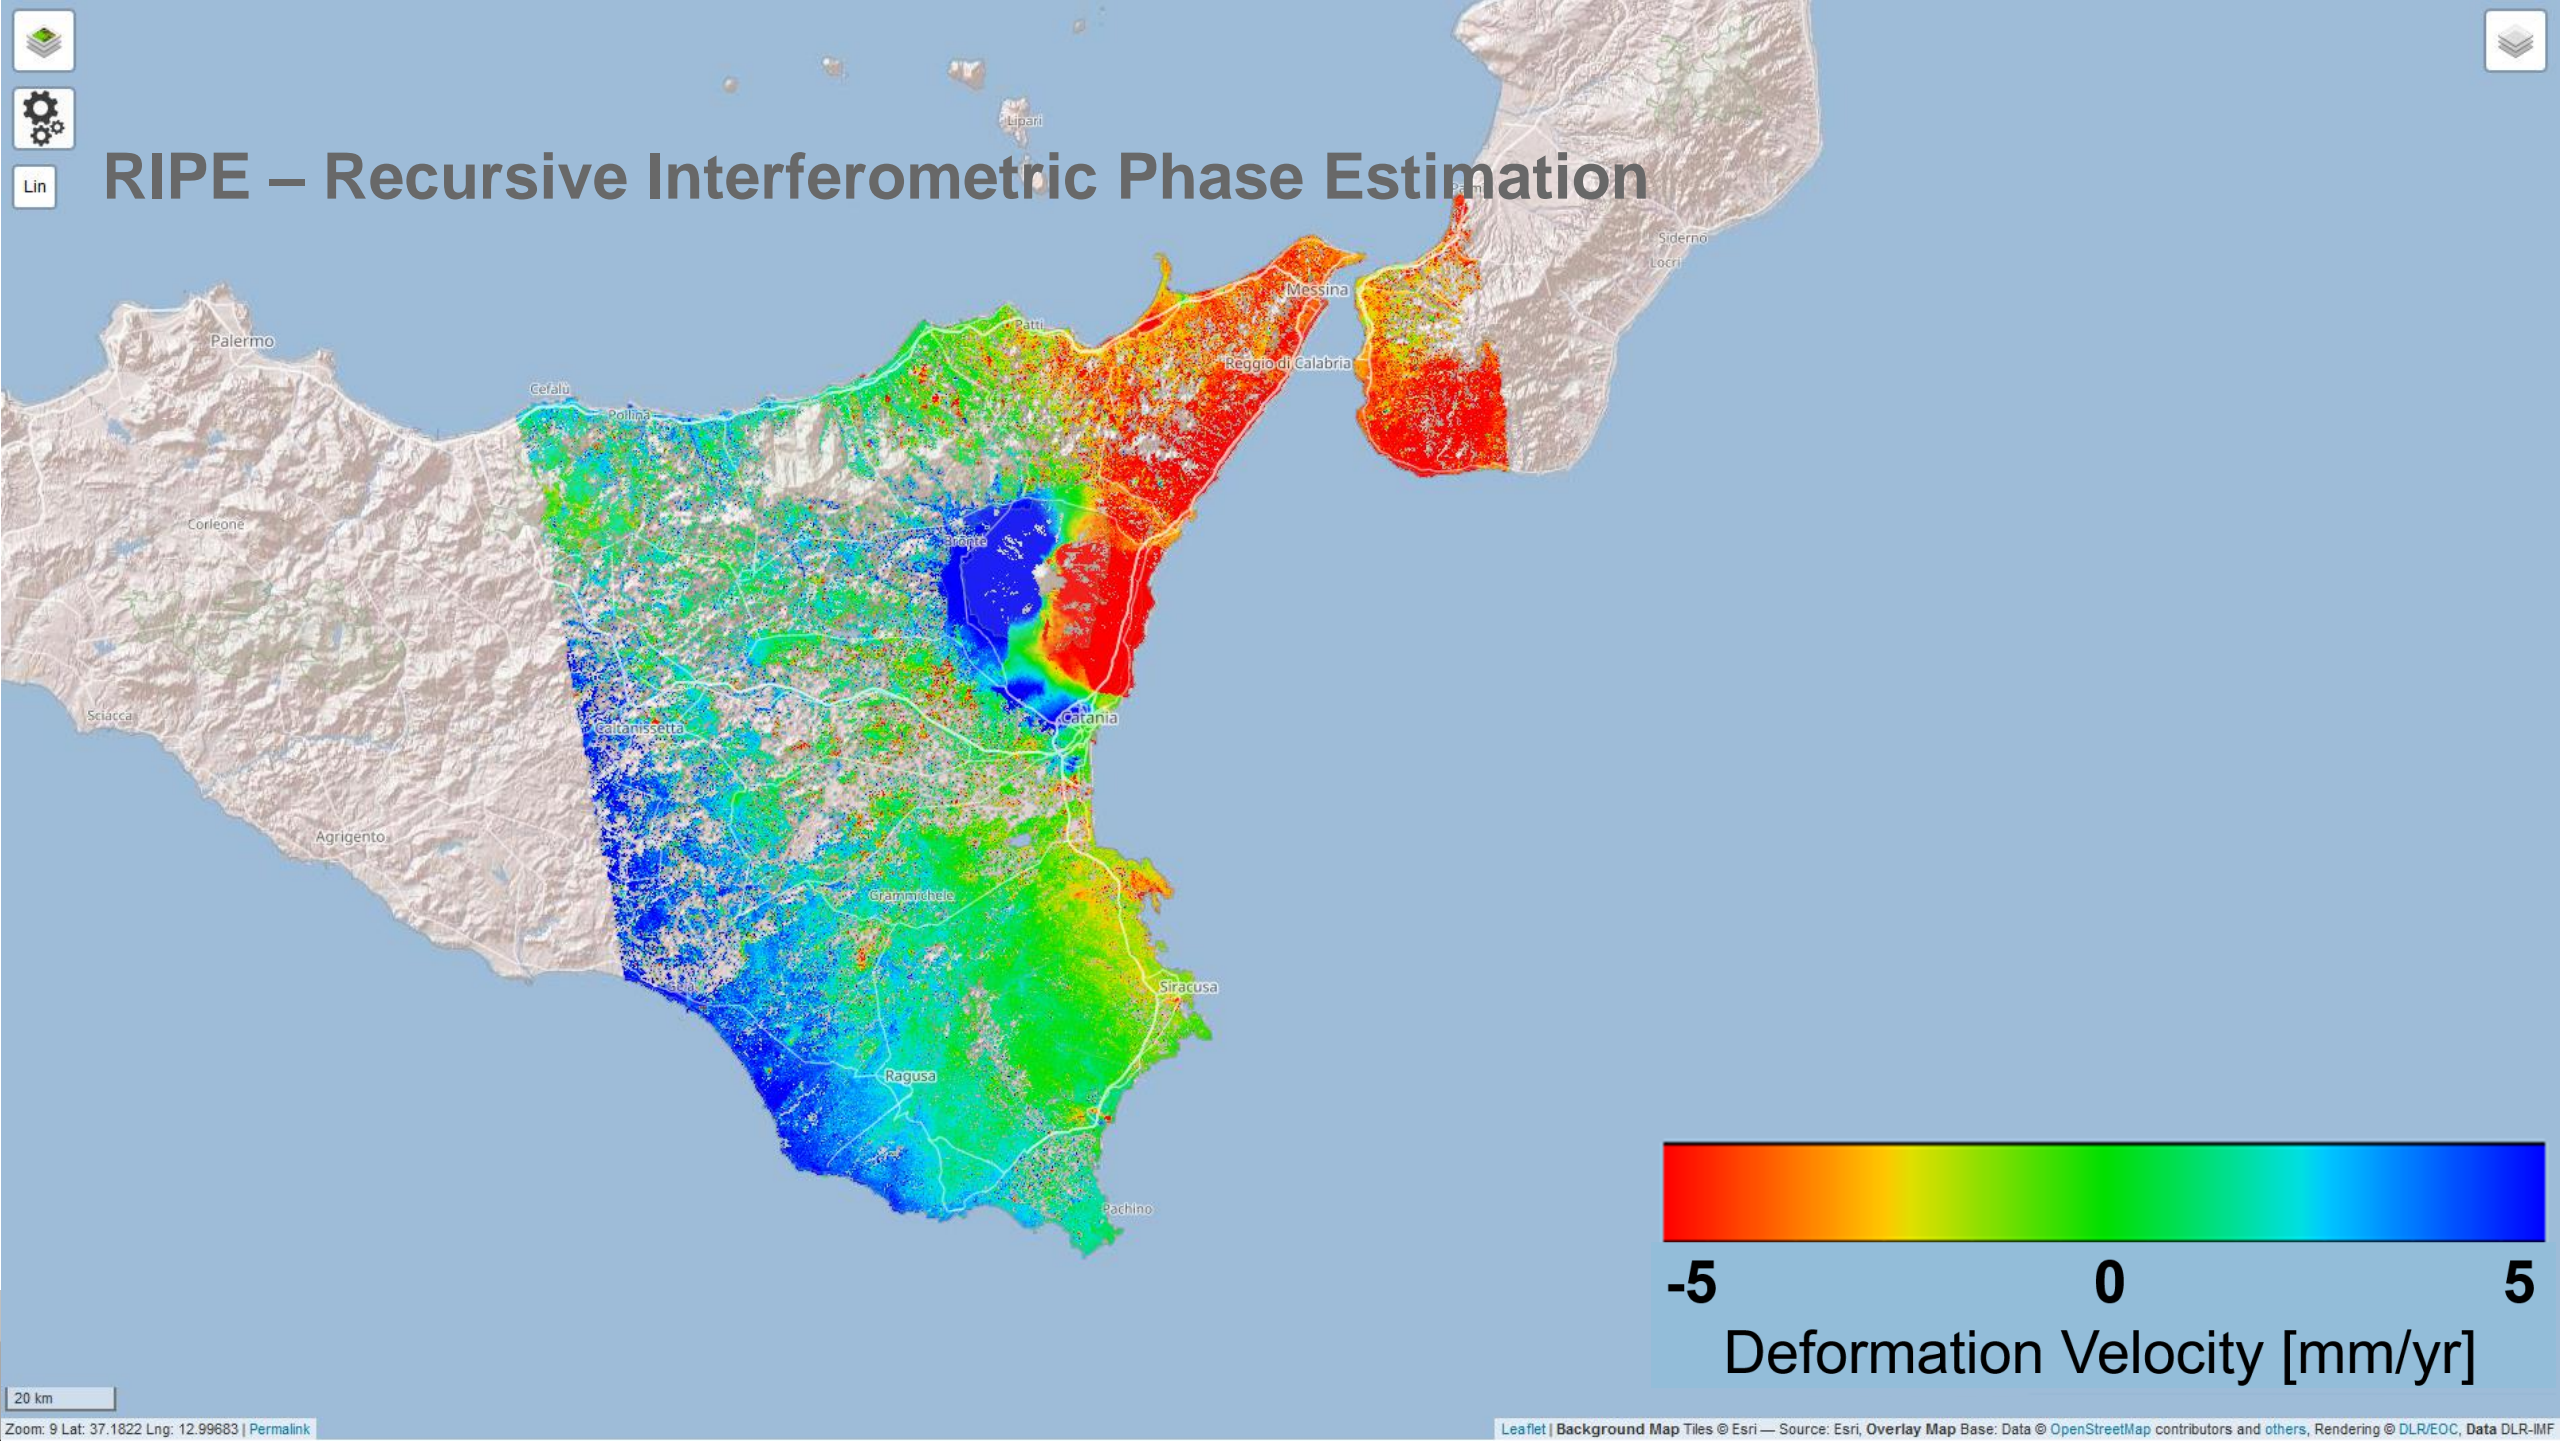 Lipari
Lin
RIPE – Recursive Interferometric Phase Estimation
Siderno
Locri
Messina
Patti
Palermo
Reggio di Calabria
Cefalù
Pollina
Corleone
Bronte
Sciacca
Catania
Caltanissetta
Agrigento
Grammichele
Siracusa
Ragusa
Pachino
-5 0 5
Deformation Velocity [mm/yr]
20 km
Zoom: 9 Lat: 37.1822 Lng: 12.99683 | Permalink
Leaflet | Background Map Tiles © Esri — Source: Esri, Overlay Map Base: Data © OpenStreetMap contributors and others, Rendering © DLR/EOC, Data DLR-IMF